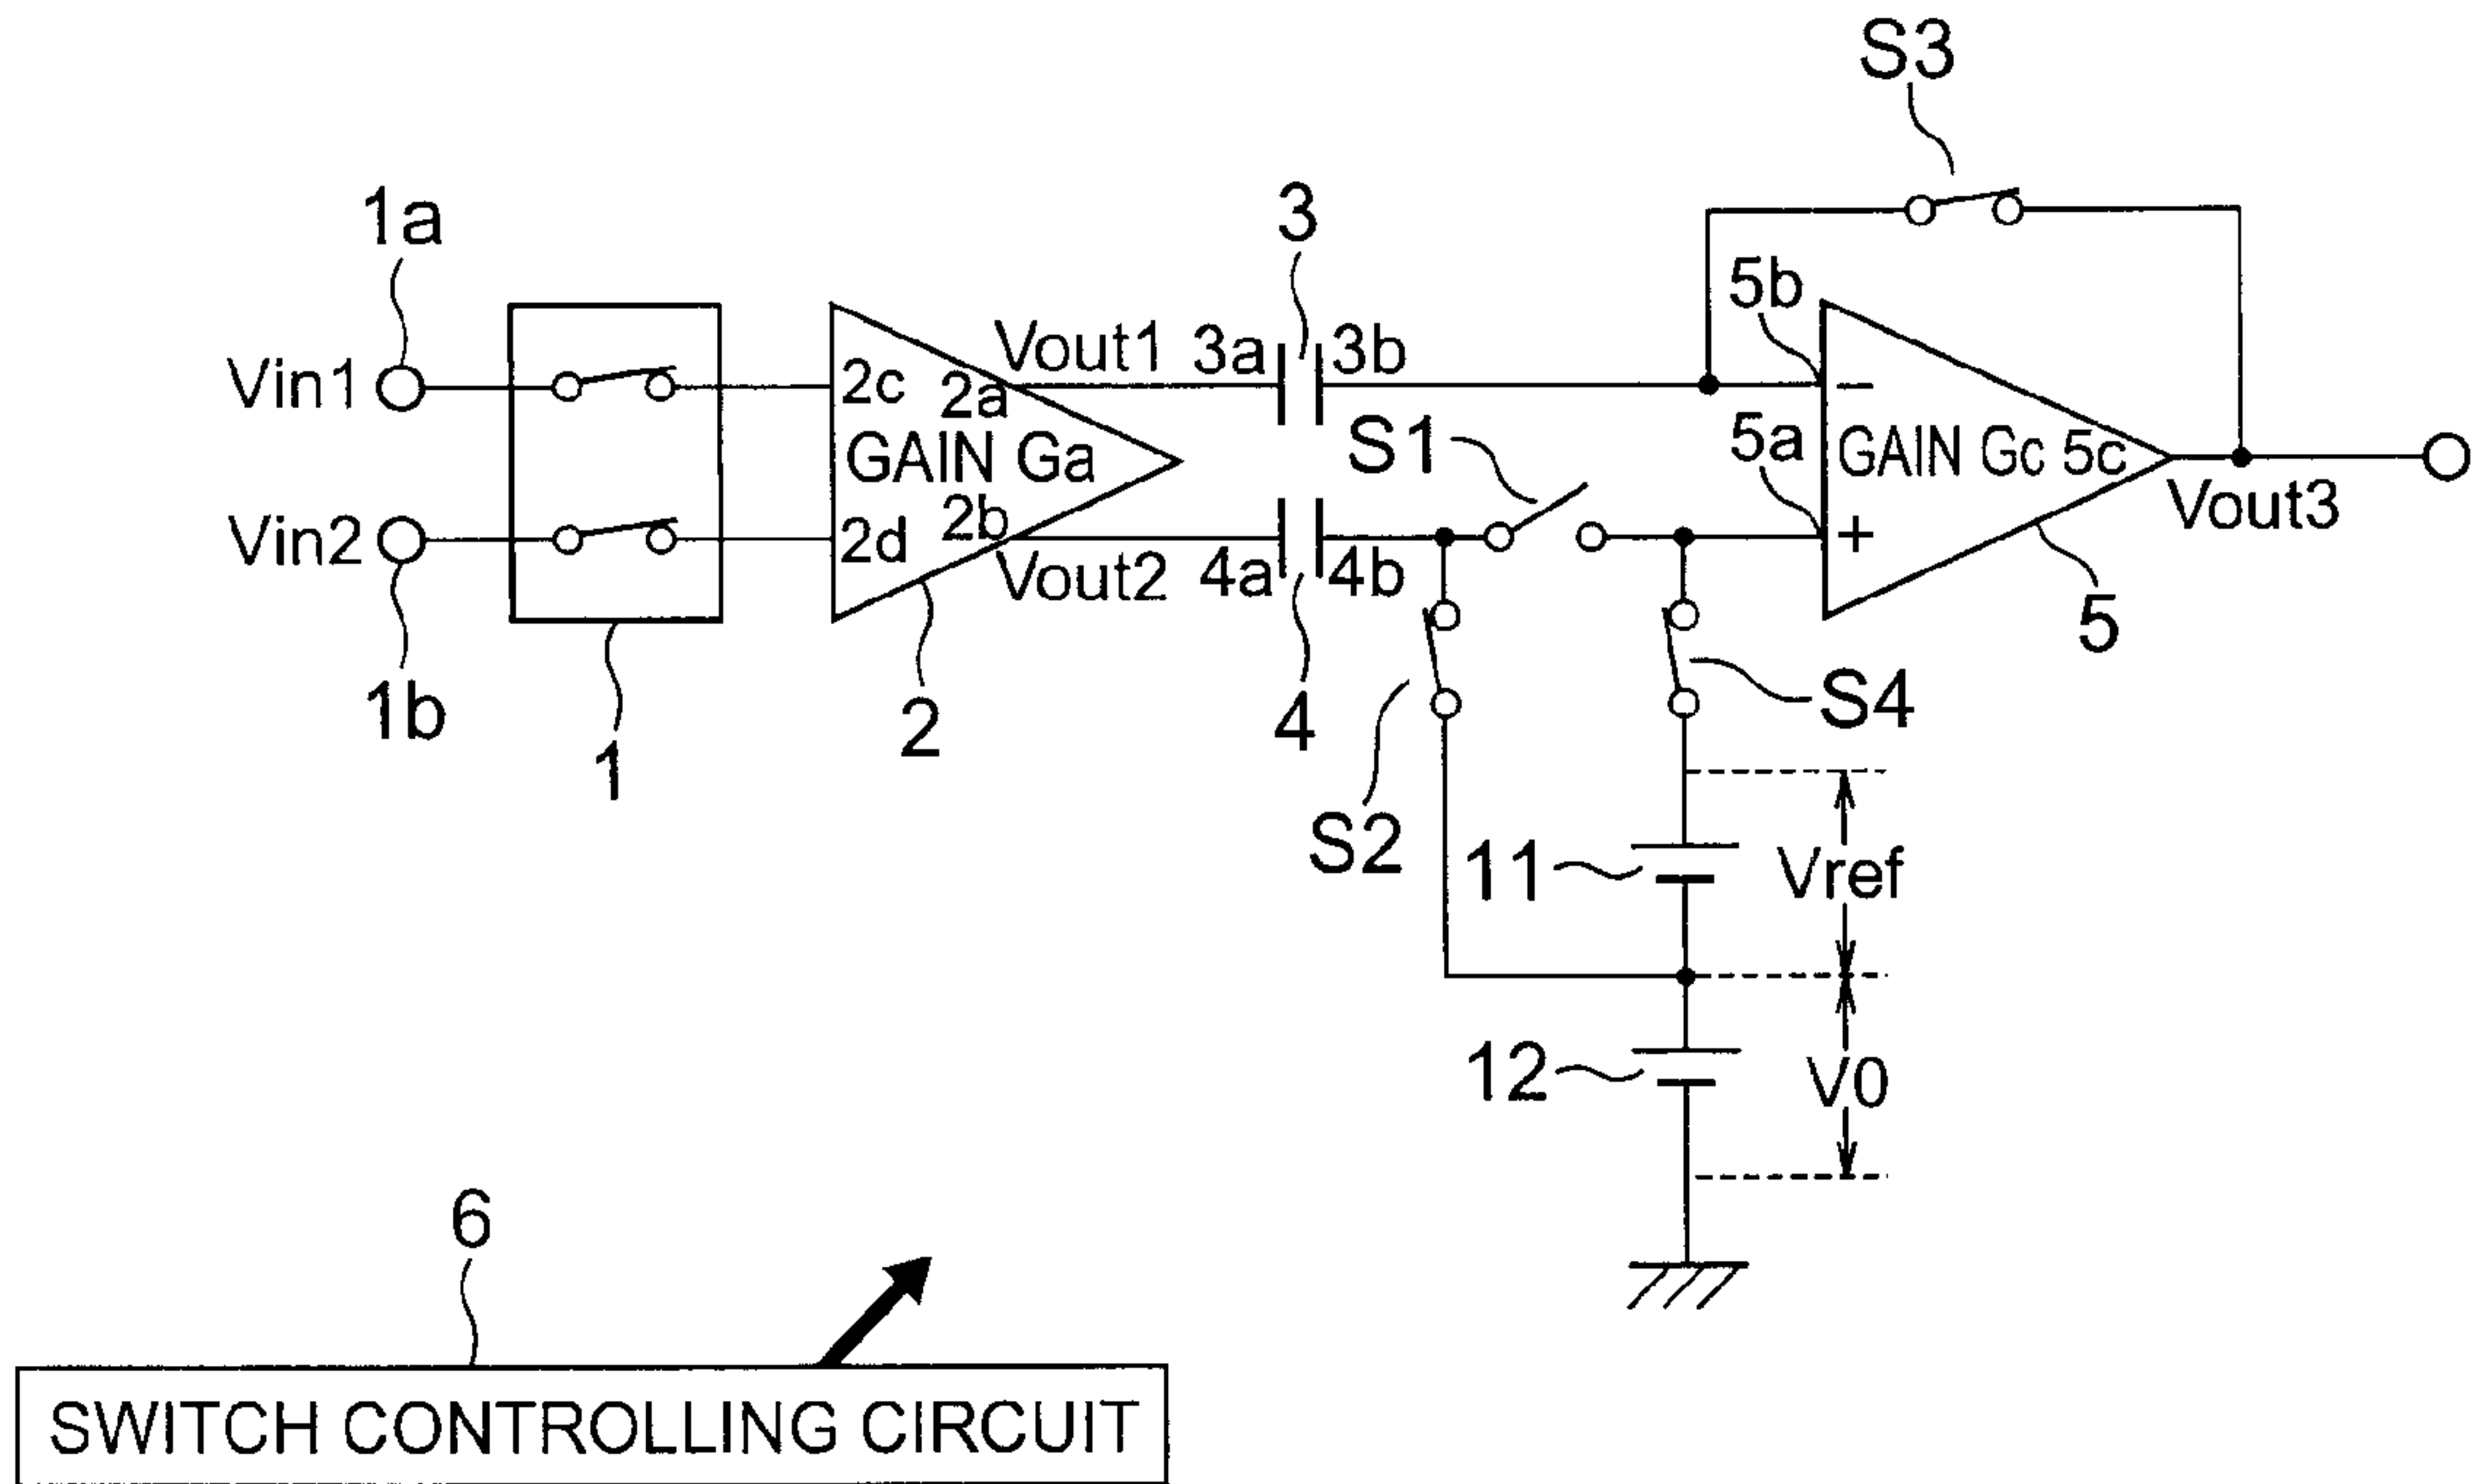 S3
1a
3
5b
Vin1
2c
2a
Vout1
3a
3b
−
GAIN Ga
S1
5a
GAIN Gc
5c
Vin2
2d
2b
Vout2
4a
4b
+
Vout3
1b
1
2
4
S2
S4
5
11
Vref
12
V0
6
SWITCH CONTROLLING CIRCUIT